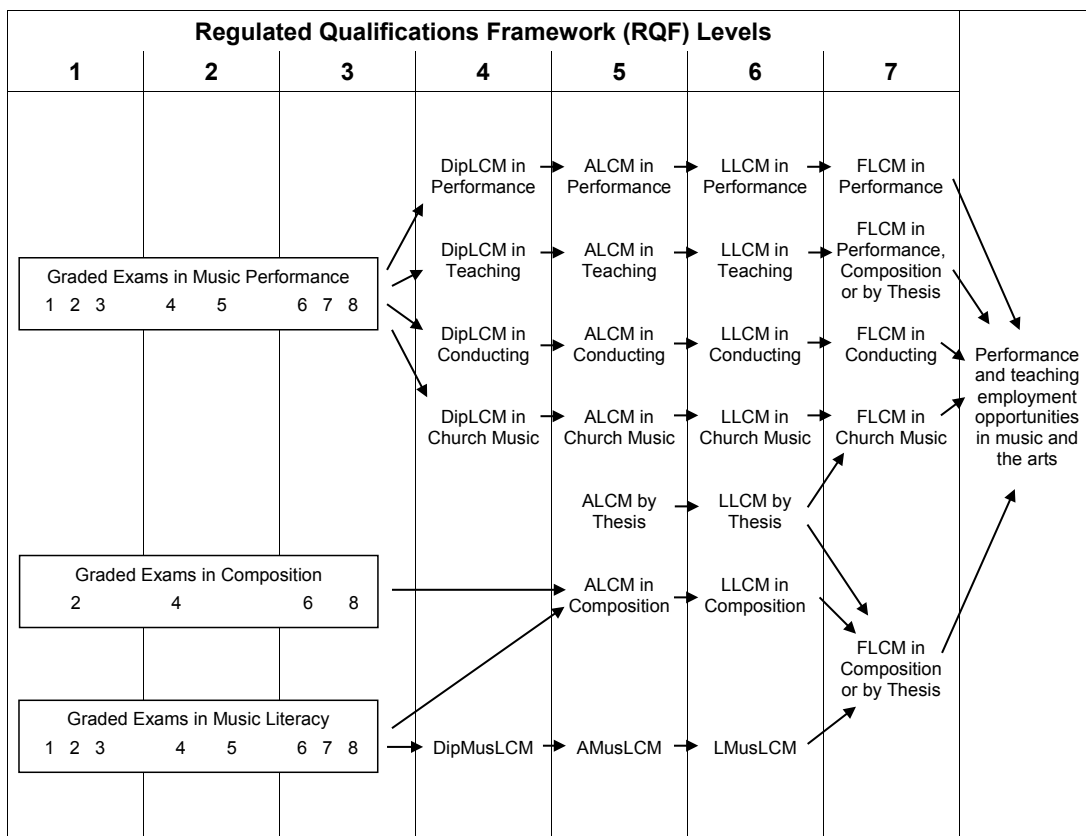 Regulated Qualifications Framework (RQF) Levels
1 2 3 4 5 6 7
DipLCM in
Performance
ALCM in
Performance
LLCM in
Performance
FLCM in
Performance
Graded Exams in Music Performance
1 2 3 4 5 6 7 8
DipLCM in
Teaching
ALCM in
Teaching
LLCM in
Teaching
FLCM in
Performance,
Composition
or by Thesis
DipLCM in
Conducting
ALCM in
Conducting
LLCM in
Conducting
FLCM in
Conducting
DipLCM in
Church Music
ALCM in
Church Music
LLCM in
Church Music
FLCM in
Church Music
Performance
and teaching
employment
opportunities
in music and
the arts
ALCM by
Thesis
LLCM by
Thesis
Graded Exams in Composition
2 4 6 8
ALCM in
Composition
LLCM in
Composition
FLCM in
Composition
or by Thesis
Graded Exams in Music Literacy
1 2 3 4 5 6 7 8
DipMusLCM
AMusLCM
LMusLCM